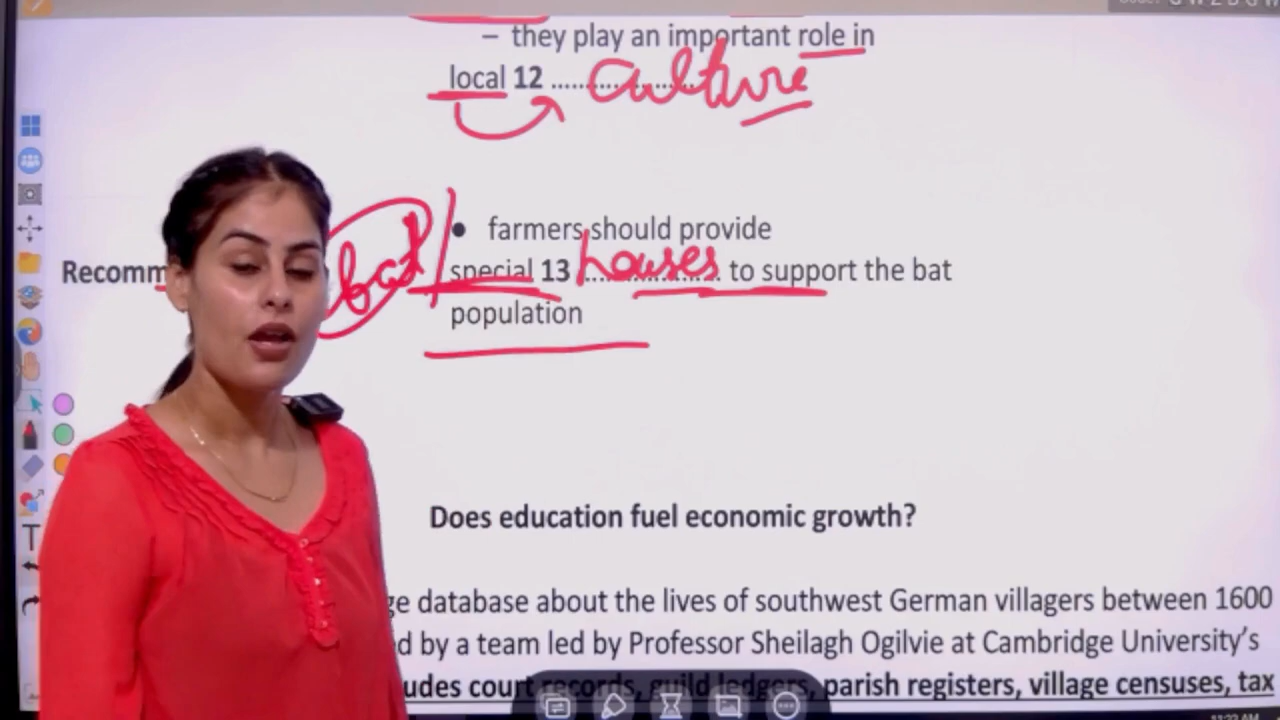 – they play an important role in
local 12 .................... culture
• farmers should provide
bat
Recomm
special 13 houses .................... to support the bat
population
Does education fuel economic growth?
ge database about the lives of southwest German villagers between 1600
d by a team led by Professor Sheilagh Ogilvie at Cambridge University's
udes court records, guild ledgers, parish registers, village censuses, tax
T